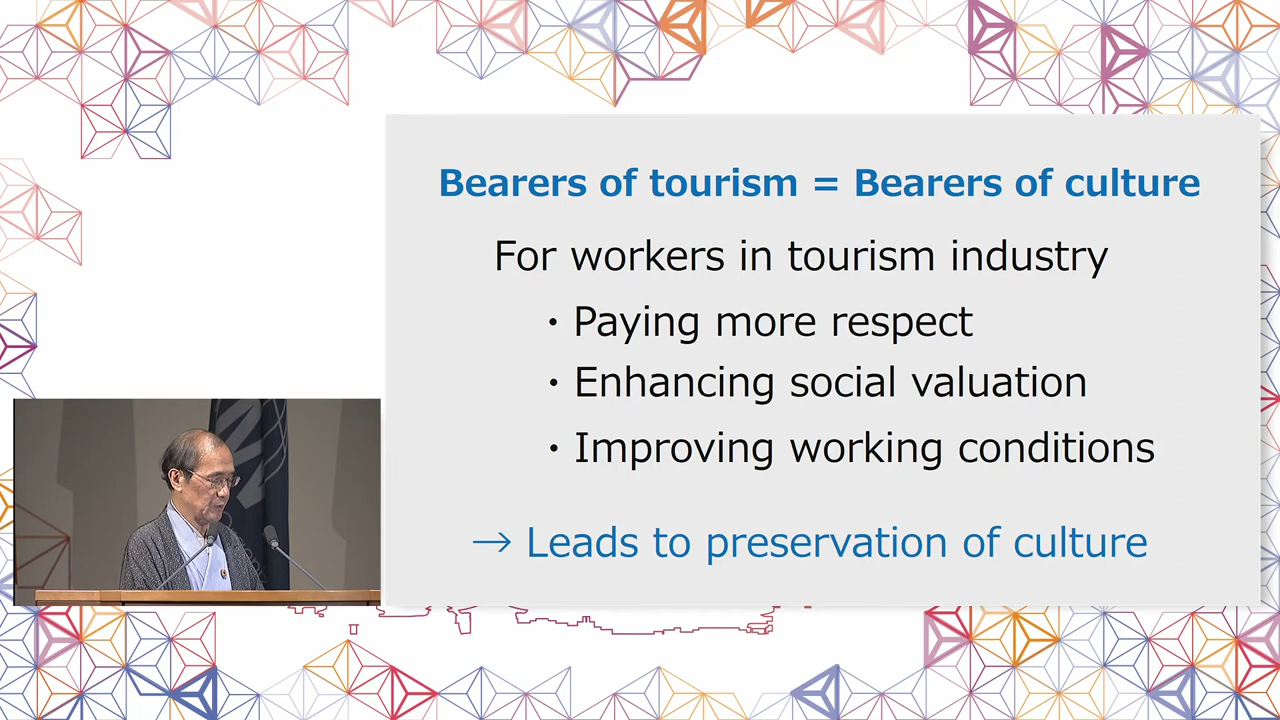 Bearers of tourism = Bearers of culture
For workers in tourism industry
・Paying more respect
・Enhancing social valuation
・Improving working conditions
→ Leads to preservation of culture